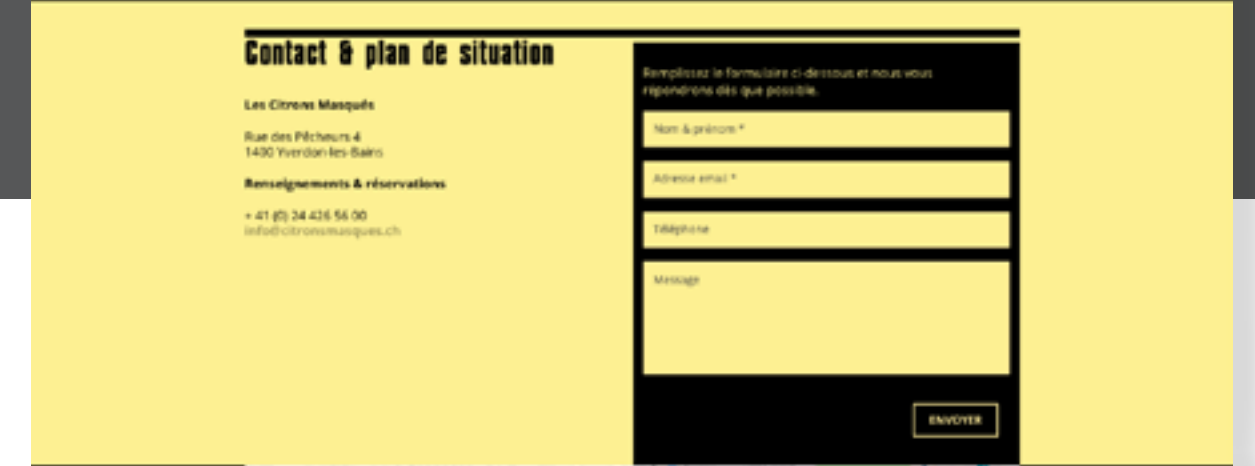 Contact & plan de situation
Les Citrons Masqués
Rue des Pêcheurs 4
1400 Yverdon-les-Bains
Renseignements & réservations
+ 41 (0) 24 426 56 00
info@citronsmasques.ch
Remplissez le formulaire ci-dessous et nous vous
répondrons dès que possible.
Nom & prénom *
Adresse email *
Téléphone
Message
ENVOYER